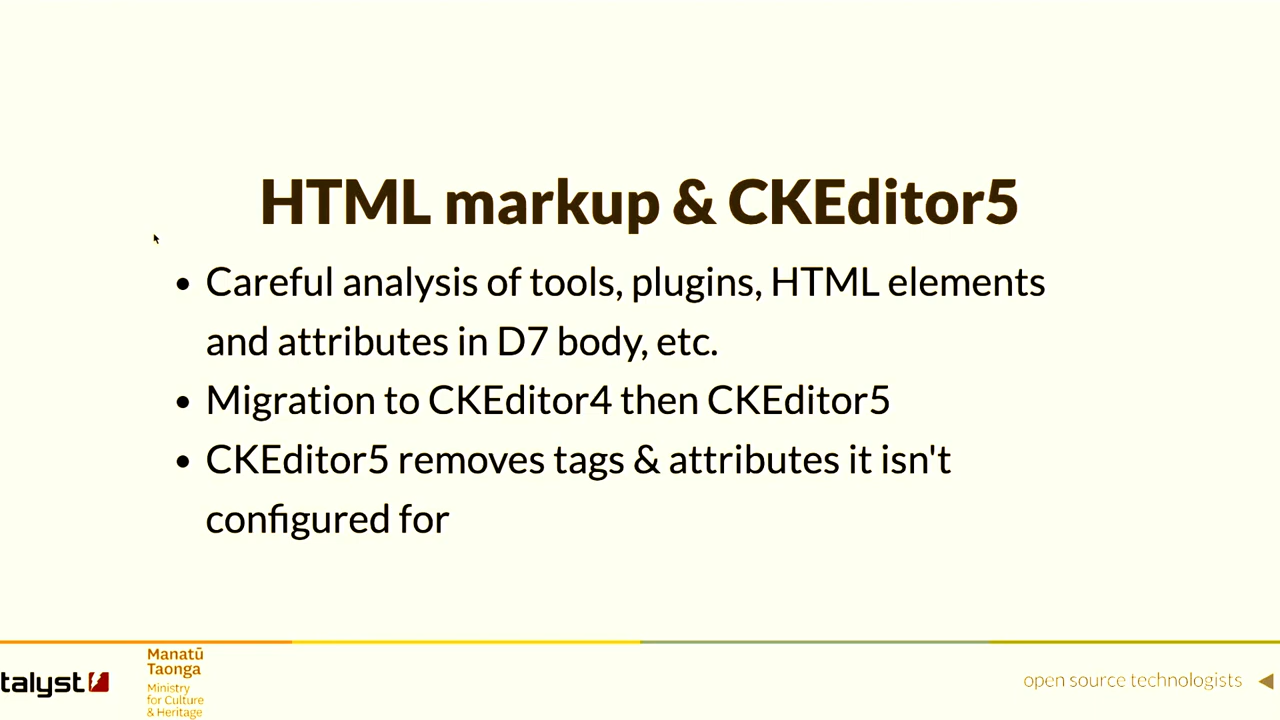 HTML markup & CKEditor5
• Careful analysis of tools, plugins, HTML elements
and attributes in D7 body, etc.
• Migration to CKEditor4 then CKEditor5
• CKEditor5 removes tags & attributes it isn't
configured for
talyst
Manatū
Taonga
Ministry
for Culture
& Heritage
open source technologists